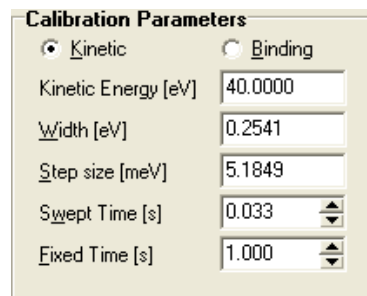 Calibration Parameters
Kinetic Binding
Kinetic Energy [eV] 40.0000
Width [eV] 0.2541
Step size [meV] 5.1849
Swept Time [s] 0.033
Fixed Time [s] 1.000